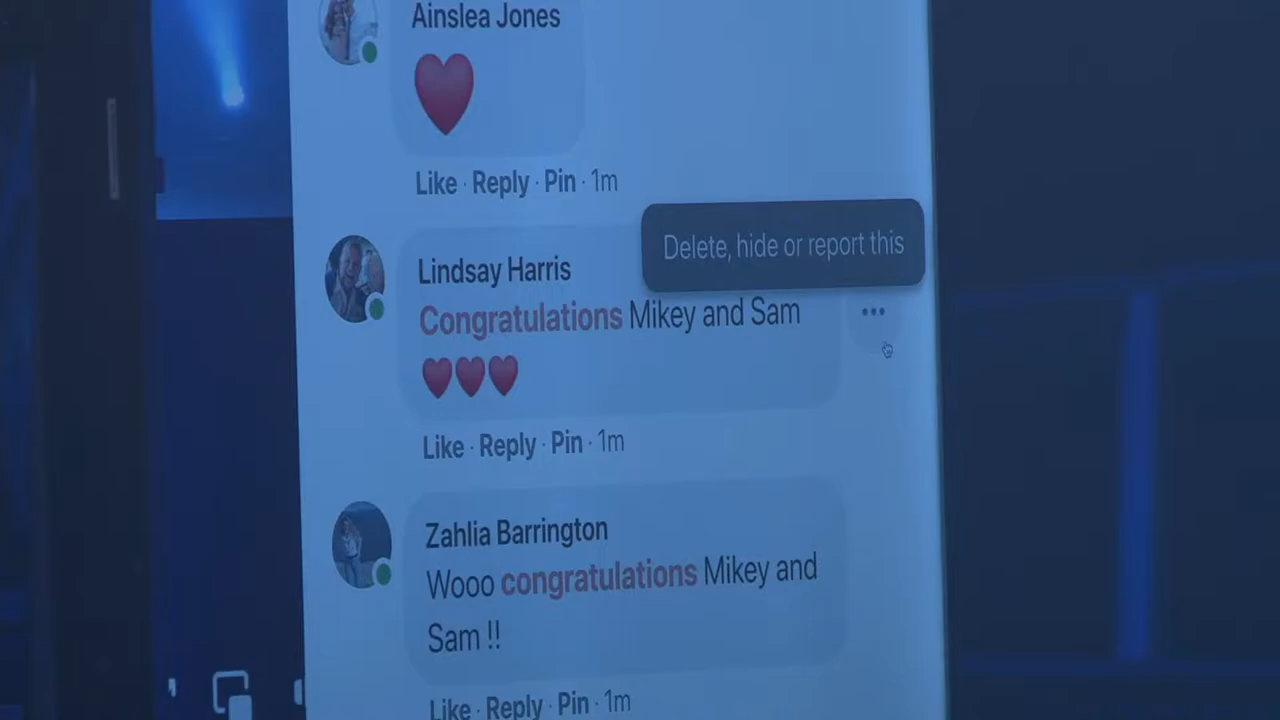 Ainslea Jones
❤️
Like · Reply · Pin · 1m
Delete, hide or report this
Lindsay Harris
Congratulations Mikey and Sam
❤️❤️❤️
Like · Reply · Pin · 1m
Zahlia Barrington
Wooo congratulations Mikey and
Sam !!
Like · Reply · Pin · 1m